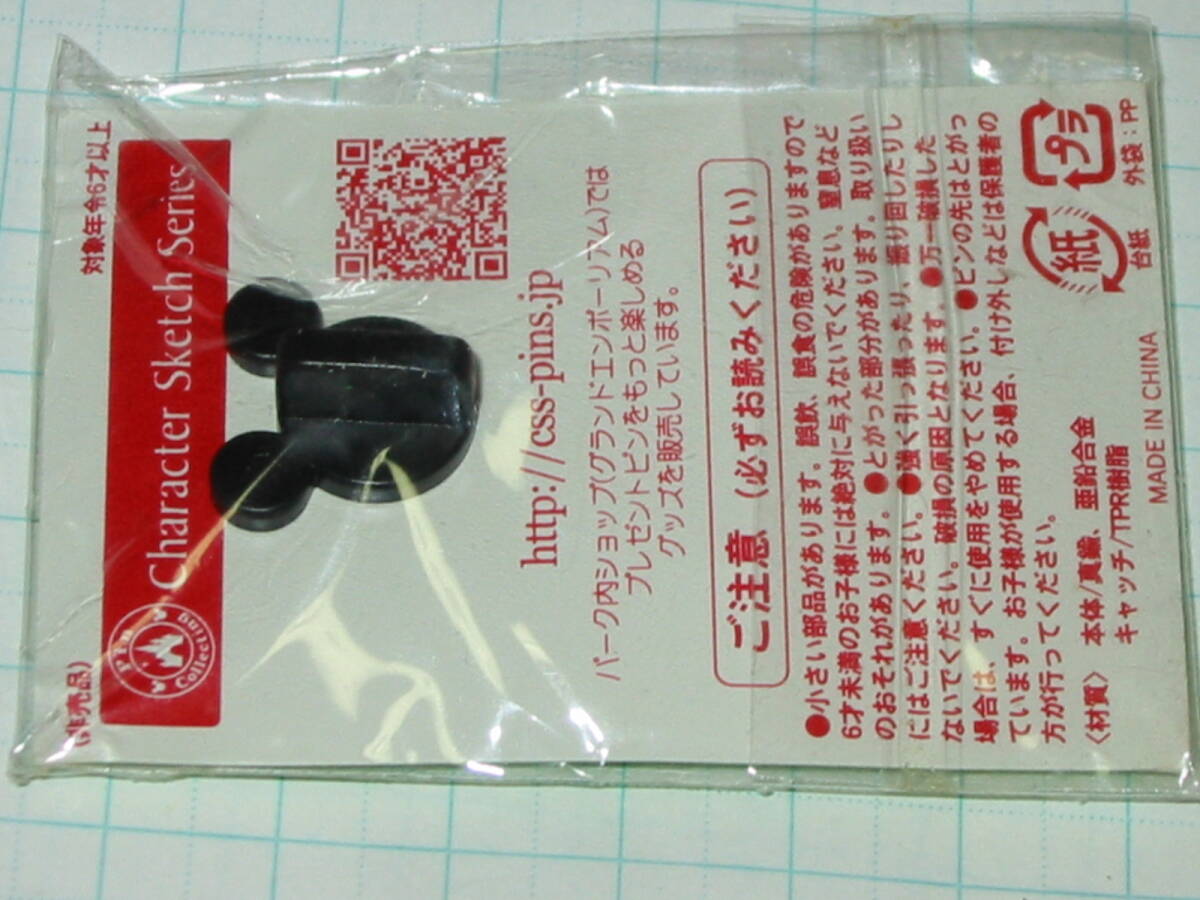 (非売品)
対象年令6才以上
Pin Trading Collection
Character Sketch Series
http://css-pins.jp
パーク内ショップ(グランドエンポーリアム)では
プレゼントピンをもっと楽しめる
グッズを販売しています。
ご注意（必ずお読みください）
●小さい部品があります。誤飲、誤食の危険がありますので
6才未満のお子様には絶対に与えないでください。窒息など
のおそれがあります。●とがった部分があります。取り扱い
にはご注意ください。●強く引っ張ったり、振り回したりし
ないでください。破損の原因となります。●万一破損した
場合は、すぐに使用をやめてください。●ピンの先はとがっ
ています。お子様が使用する場合、付け外しなどは保護者の
方が行ってください。
〈材質〉 本体/真鍮、亜鉛合金
キャッチ/TPR樹脂
MADE IN CHINA
紙
台紙
プラ
外袋：PP